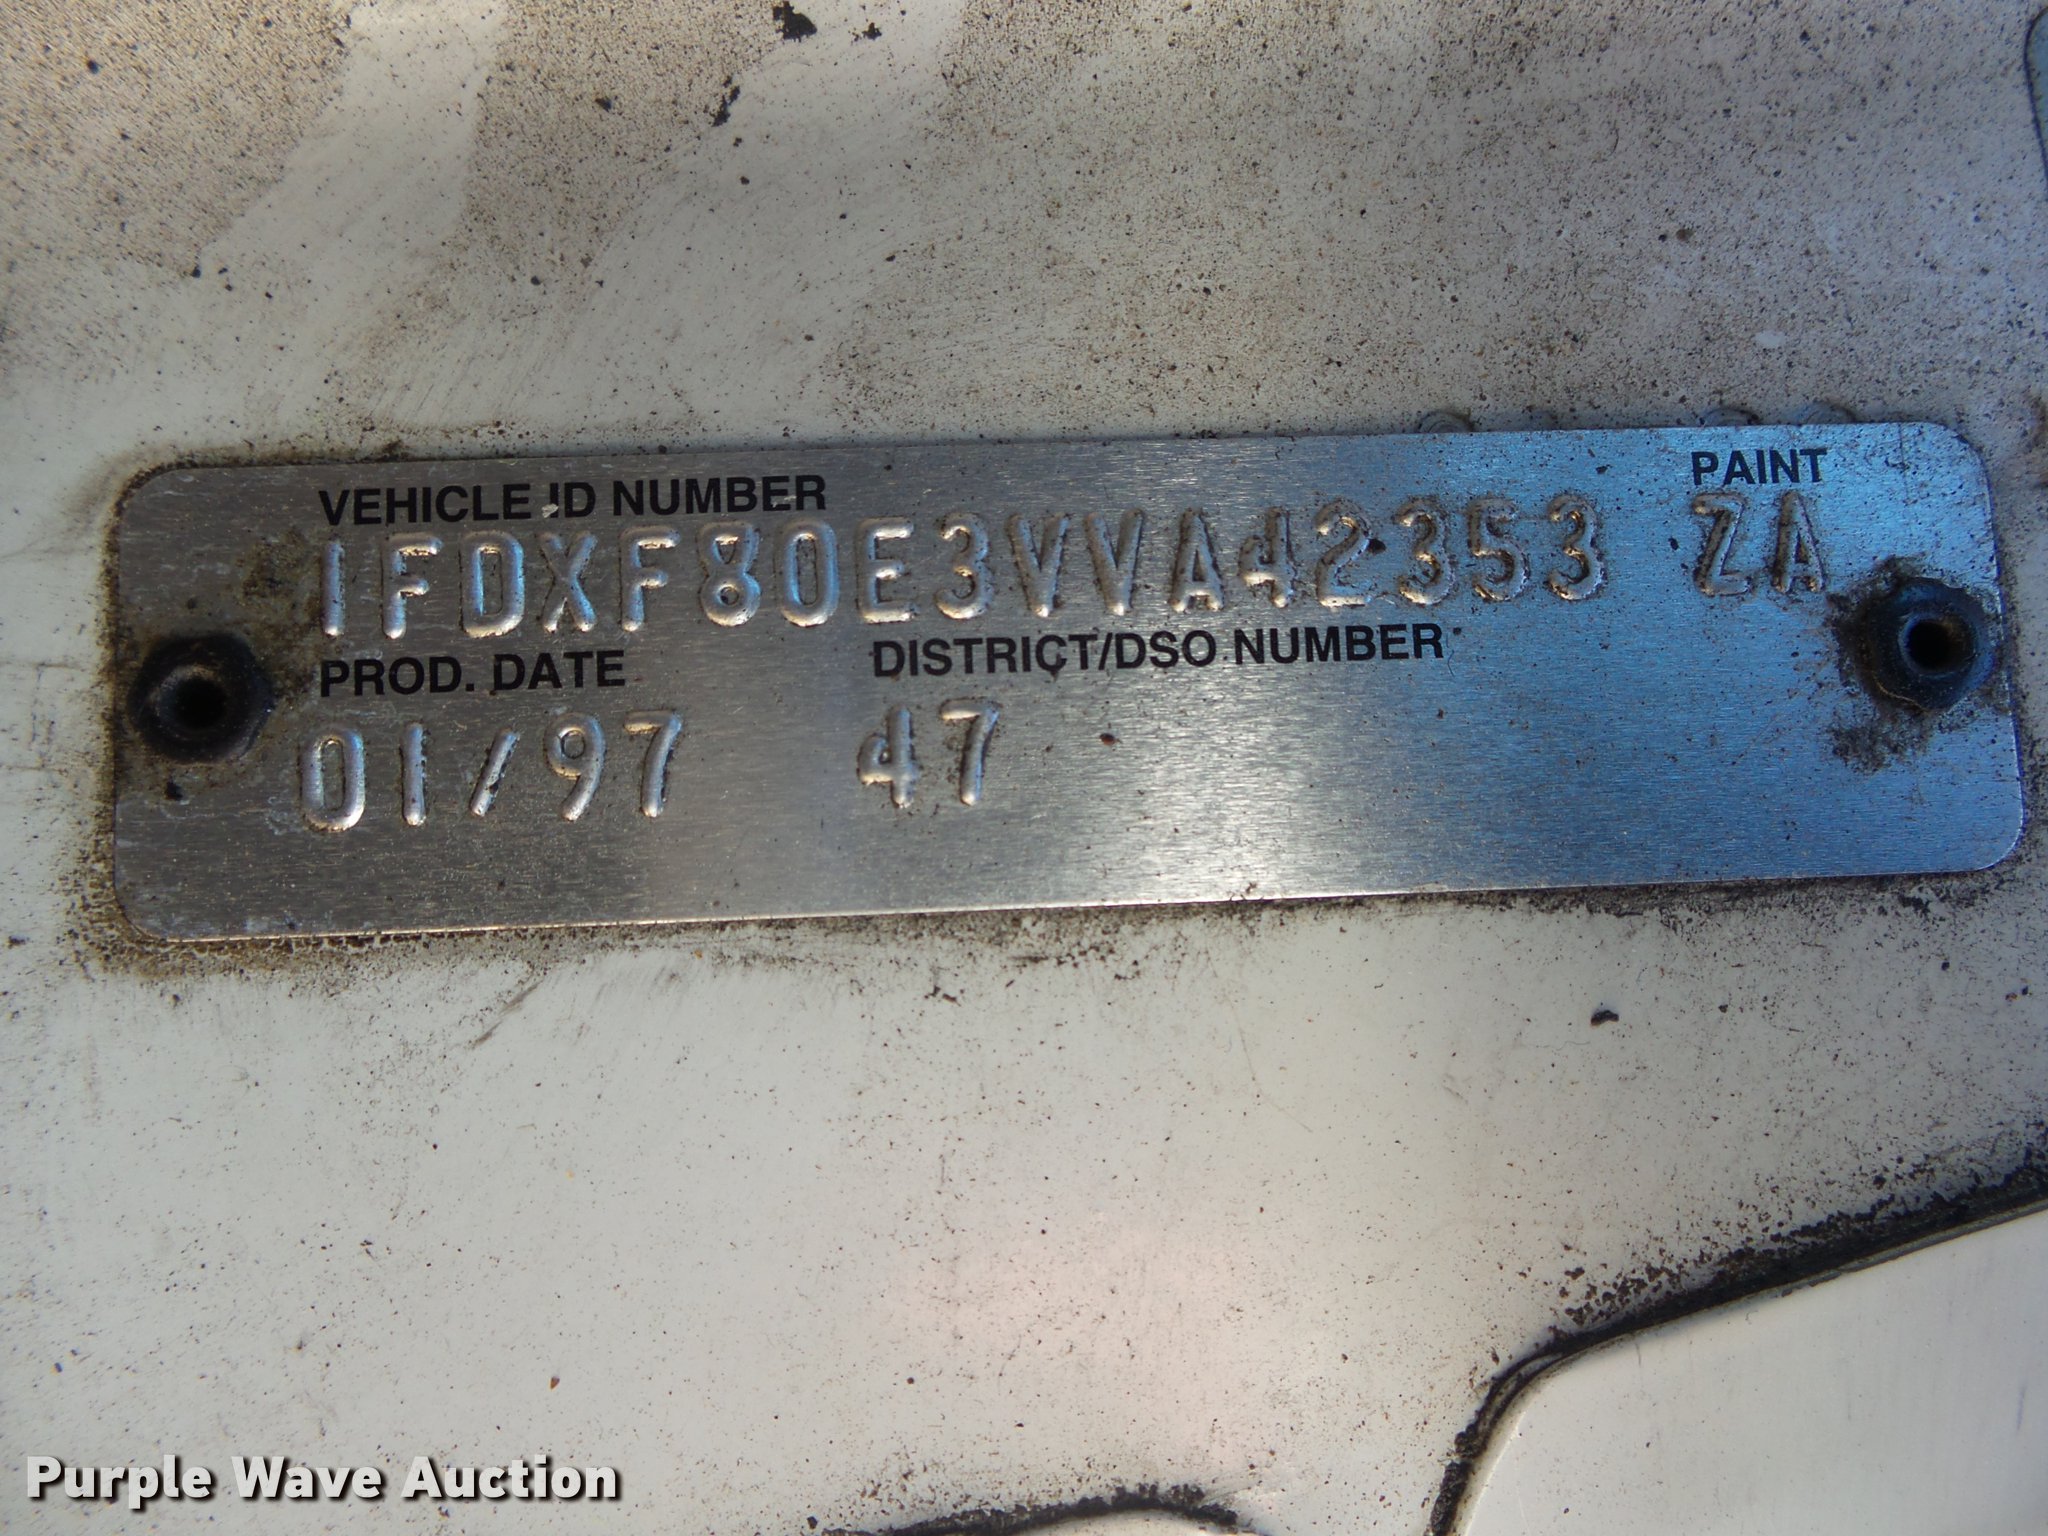 VEHICLE ID NUMBER PAINT
1FDXF80E3VVA42353 ZA
PROD. DATE DISTRICT/DSO NUMBER
01/97 47
Purple Wave Auction